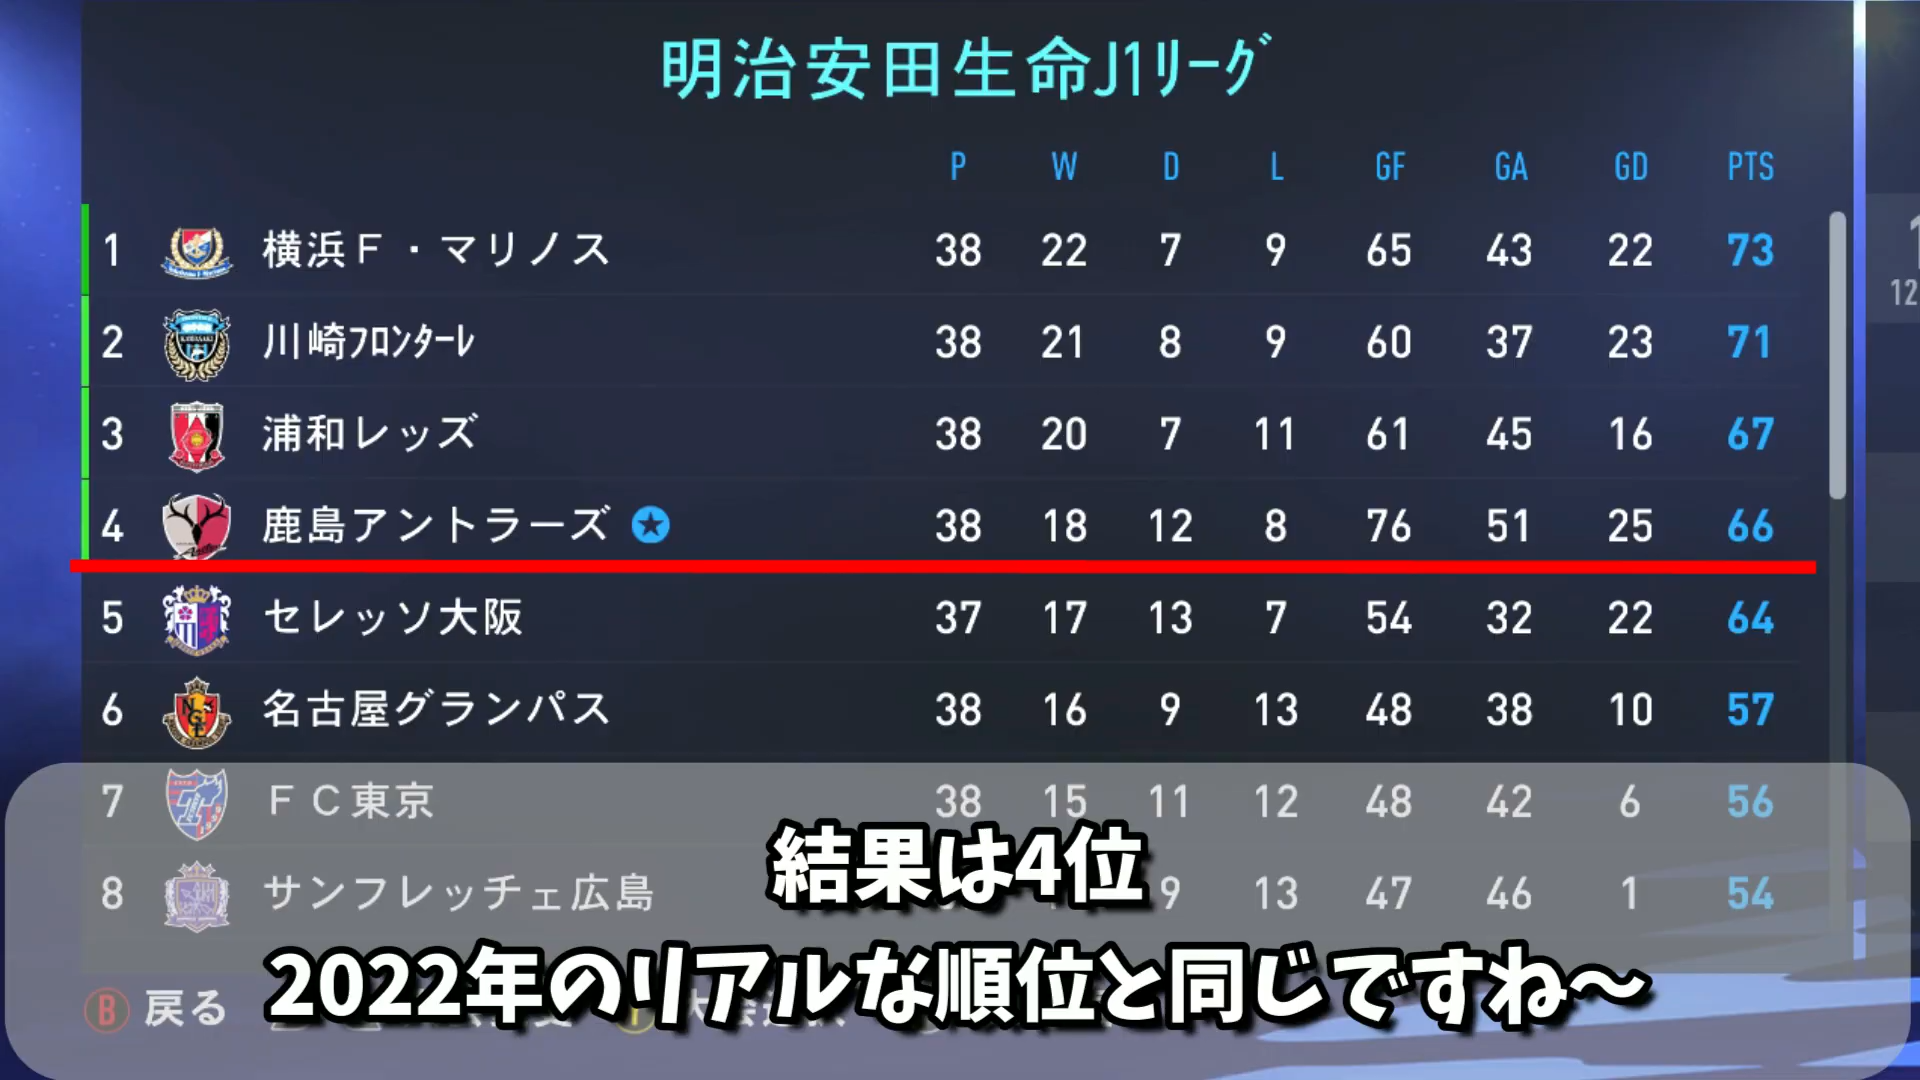 明治安田生命J1リーグ
P W D L GF GA GD PTS
1 横浜F・マリノス 38 22 7 9 65 43 22 73
2 川崎フロンターレ 38 21 8 9 60 37 23 71
3 浦和レッズ 38 20 7 11 61 45 16 67
4 鹿島アントラーズ 38 18 12 8 76 51 25 66
5 セレッソ大阪 37 17 13 7 54 32 22 64
6 名古屋グランパス 38 16 9 13 48 38 10 57
7 FC東京 38 15 11 12 48 42 6 56
8 サンフレッチェ広島 9 13 47 46 1 54
結果は4位
2022年のリアルな順位と同じですね〜
B 戻る
12